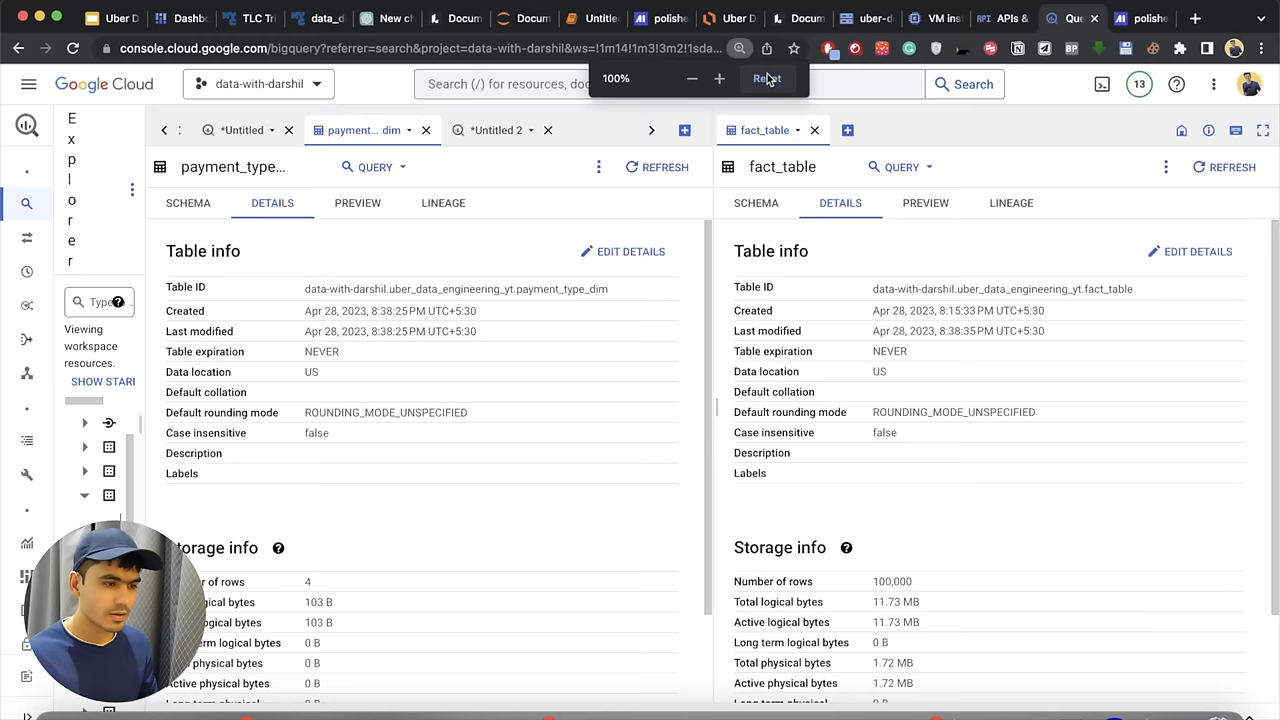 Uber D
Dashb
TLC Tri
data_d
New ch
Docum
Docum
Untitle
polishe
Uber D
Docum
uber-d
VM inst
RPI APIs &
Que
polishe
console.cloud.google.com/bigquery?referrer=search&project=data-with-darshil&ws=!1m14!1m3!3m2!1sda...
100%
Reset
Google Cloud
data-with-darshil
Search (/) for resources, doc
Search
13
Explorer
*Untitled
payment... dim
*Untitled 2
fact_table
payment_type...
QUERY
REFRESH
fact_table
QUERY
REFRESH
SCHEMA
DETAILS
PREVIEW
LINEAGE
SCHEMA
DETAILS
PREVIEW
LINEAGE
Type
Viewing
workspace
resources.
SHOW STARI
Table info
EDIT DETAILS
Table ID data-with-darshil.uber_data_engineering_yt.payment_type_dim
Created Apr 28, 2023, 8:38:25 PM UTC+5:30
Last modified Apr 28, 2023, 8:38:25 PM UTC+5:30
Table expiration NEVER
Data location US
Default collation
Default rounding mode ROUNDING_MODE_UNSPECIFIED
Case insensitive false
Description
Labels
torage info
r of rows 4
gical bytes 103 B
gical bytes 103 B
erm logical bytes 0 B
physical bytes 0 B
Active physical bytes 0 B
Table info
EDIT DETAILS
Table ID data-with-darshil.uber_data_engineering_yt.fact_table
Created Apr 28, 2023, 8:15:33 PM UTC+5:30
Last modified Apr 28, 2023, 8:38:35 PM UTC+5:30
Table expiration NEVER
Data location US
Default collation
Default rounding mode ROUNDING_MODE_UNSPECIFIED
Case insensitive false
Description
Labels
Storage info
Number of rows 100,000
Total logical bytes 11.73 MB
Active logical bytes 11.73 MB
Long term logical bytes 0 B
Total physical bytes 1.72 MB
Active physical bytes 1.72 MB